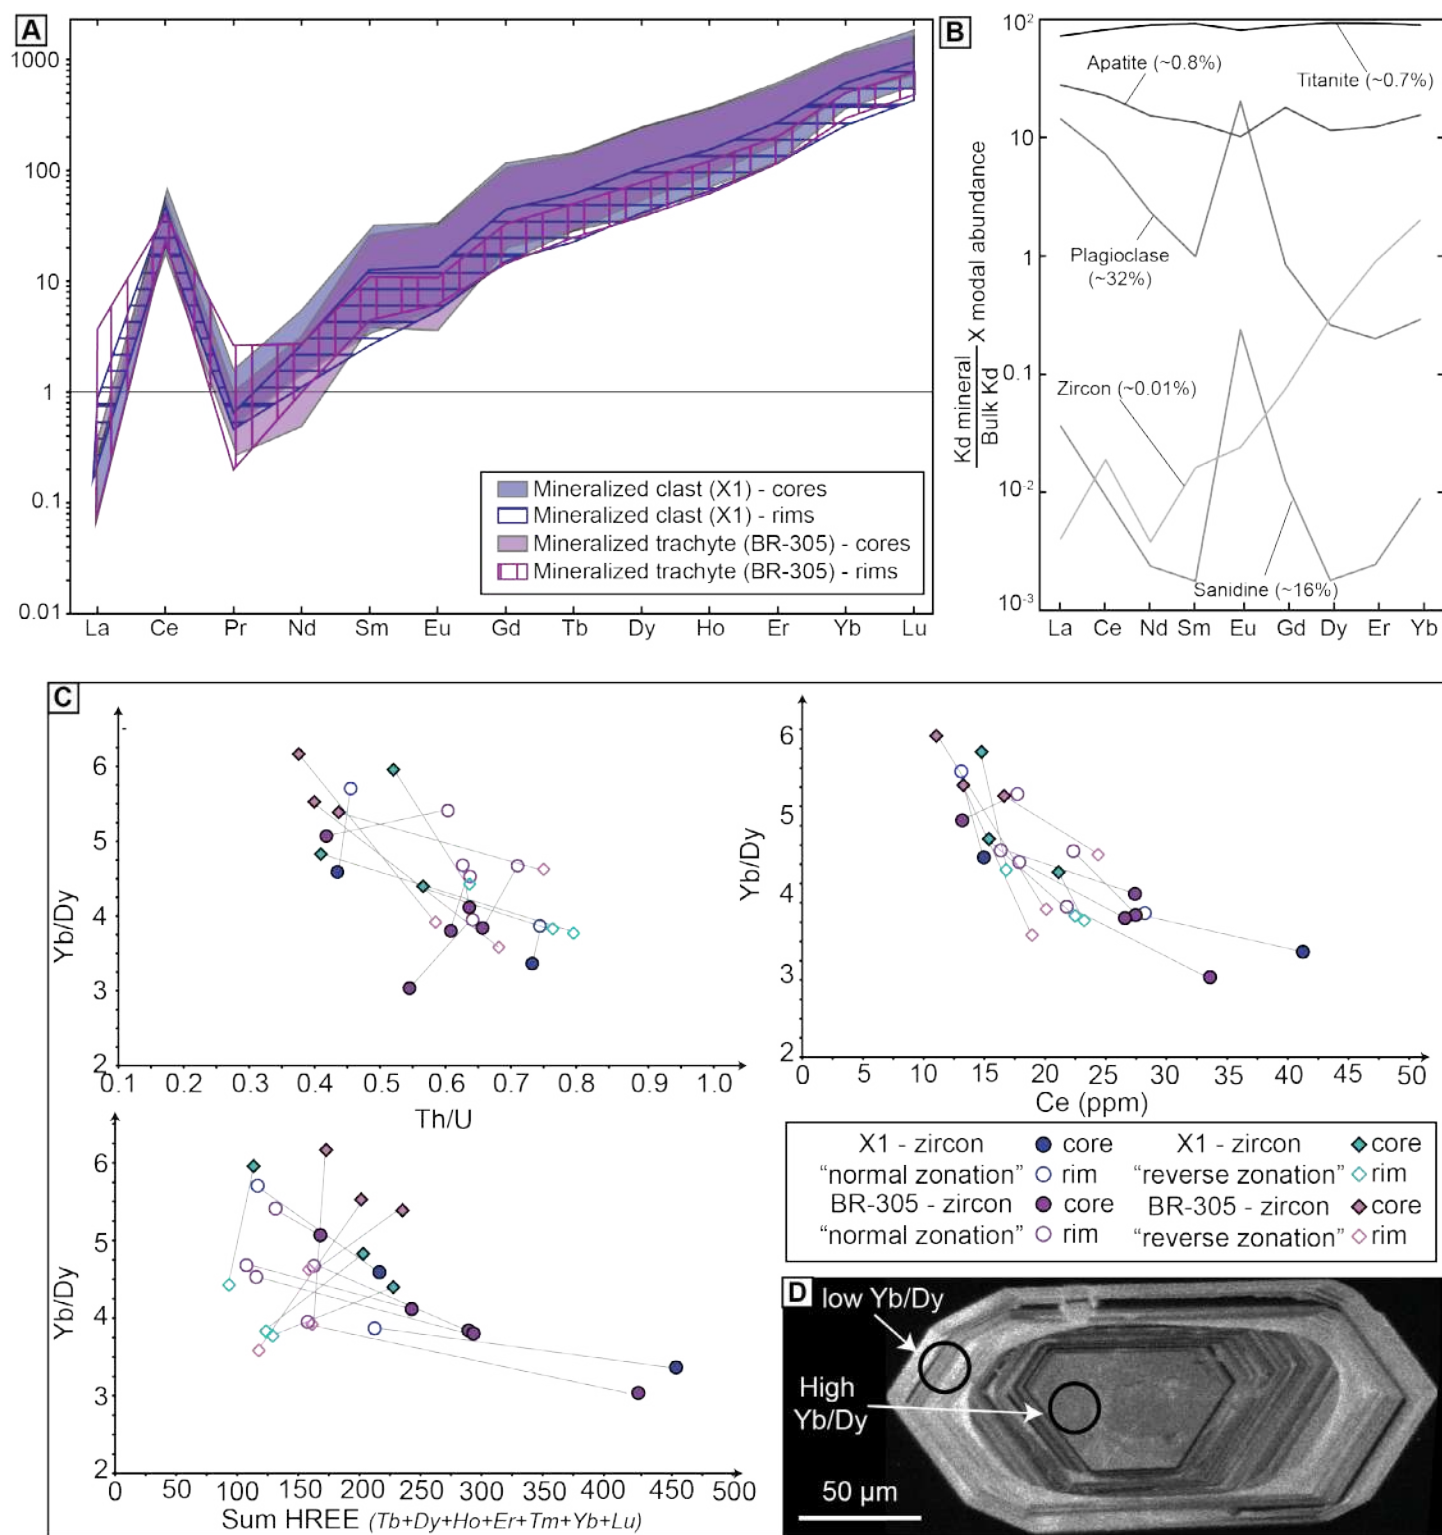 A
1000
100
10
1
0.1
0.01
La Ce Pr Nd Sm Eu Gd Tb Dy Ho Er Yb Lu
Mineralized clast (X1) - cores
Mineralized clast (X1) - rims
Mineralized trachyte (BR-305) - cores
Mineralized trachyte (BR-305) - rims
B
Kd mineral
Bulk Kd
X modal abundance
10²
10
1
0.1
10⁻²
10⁻³
Apatite (~0.8%)
Titanite (~0.7%)
Plagioclase
(~32%)
Zircon (~0.01%)
Sanidine (~16%)
La Ce Nd Sm Eu Gd Dy Er Yb
C
Yb/Dy
6
5
4
3
2
0.1 0.2 0.3 0.4 0.5 0.6 0.7 0.8 0.9 1.0
Th/U
Yb/Dy
6
5
4
3
2
0 5 10 15 20 25 30 35 40 45 50
Ce (ppm)
Yb/Dy
6
5
4
3
2
0 50 100 150 200 250 300 350 400 450 500
Sum HREE (Tb+Dy+Ho+Er+Tm+Yb+Lu)
X1 - zircon core X1 - zircon core
“normal zonation” rim “reverse zonation” rim
BR-305 - zircon core BR-305 - zircon core
“normal zonation” rim “reverse zonation” rim
D
low Yb/Dy
High
Yb/Dy
50 µm